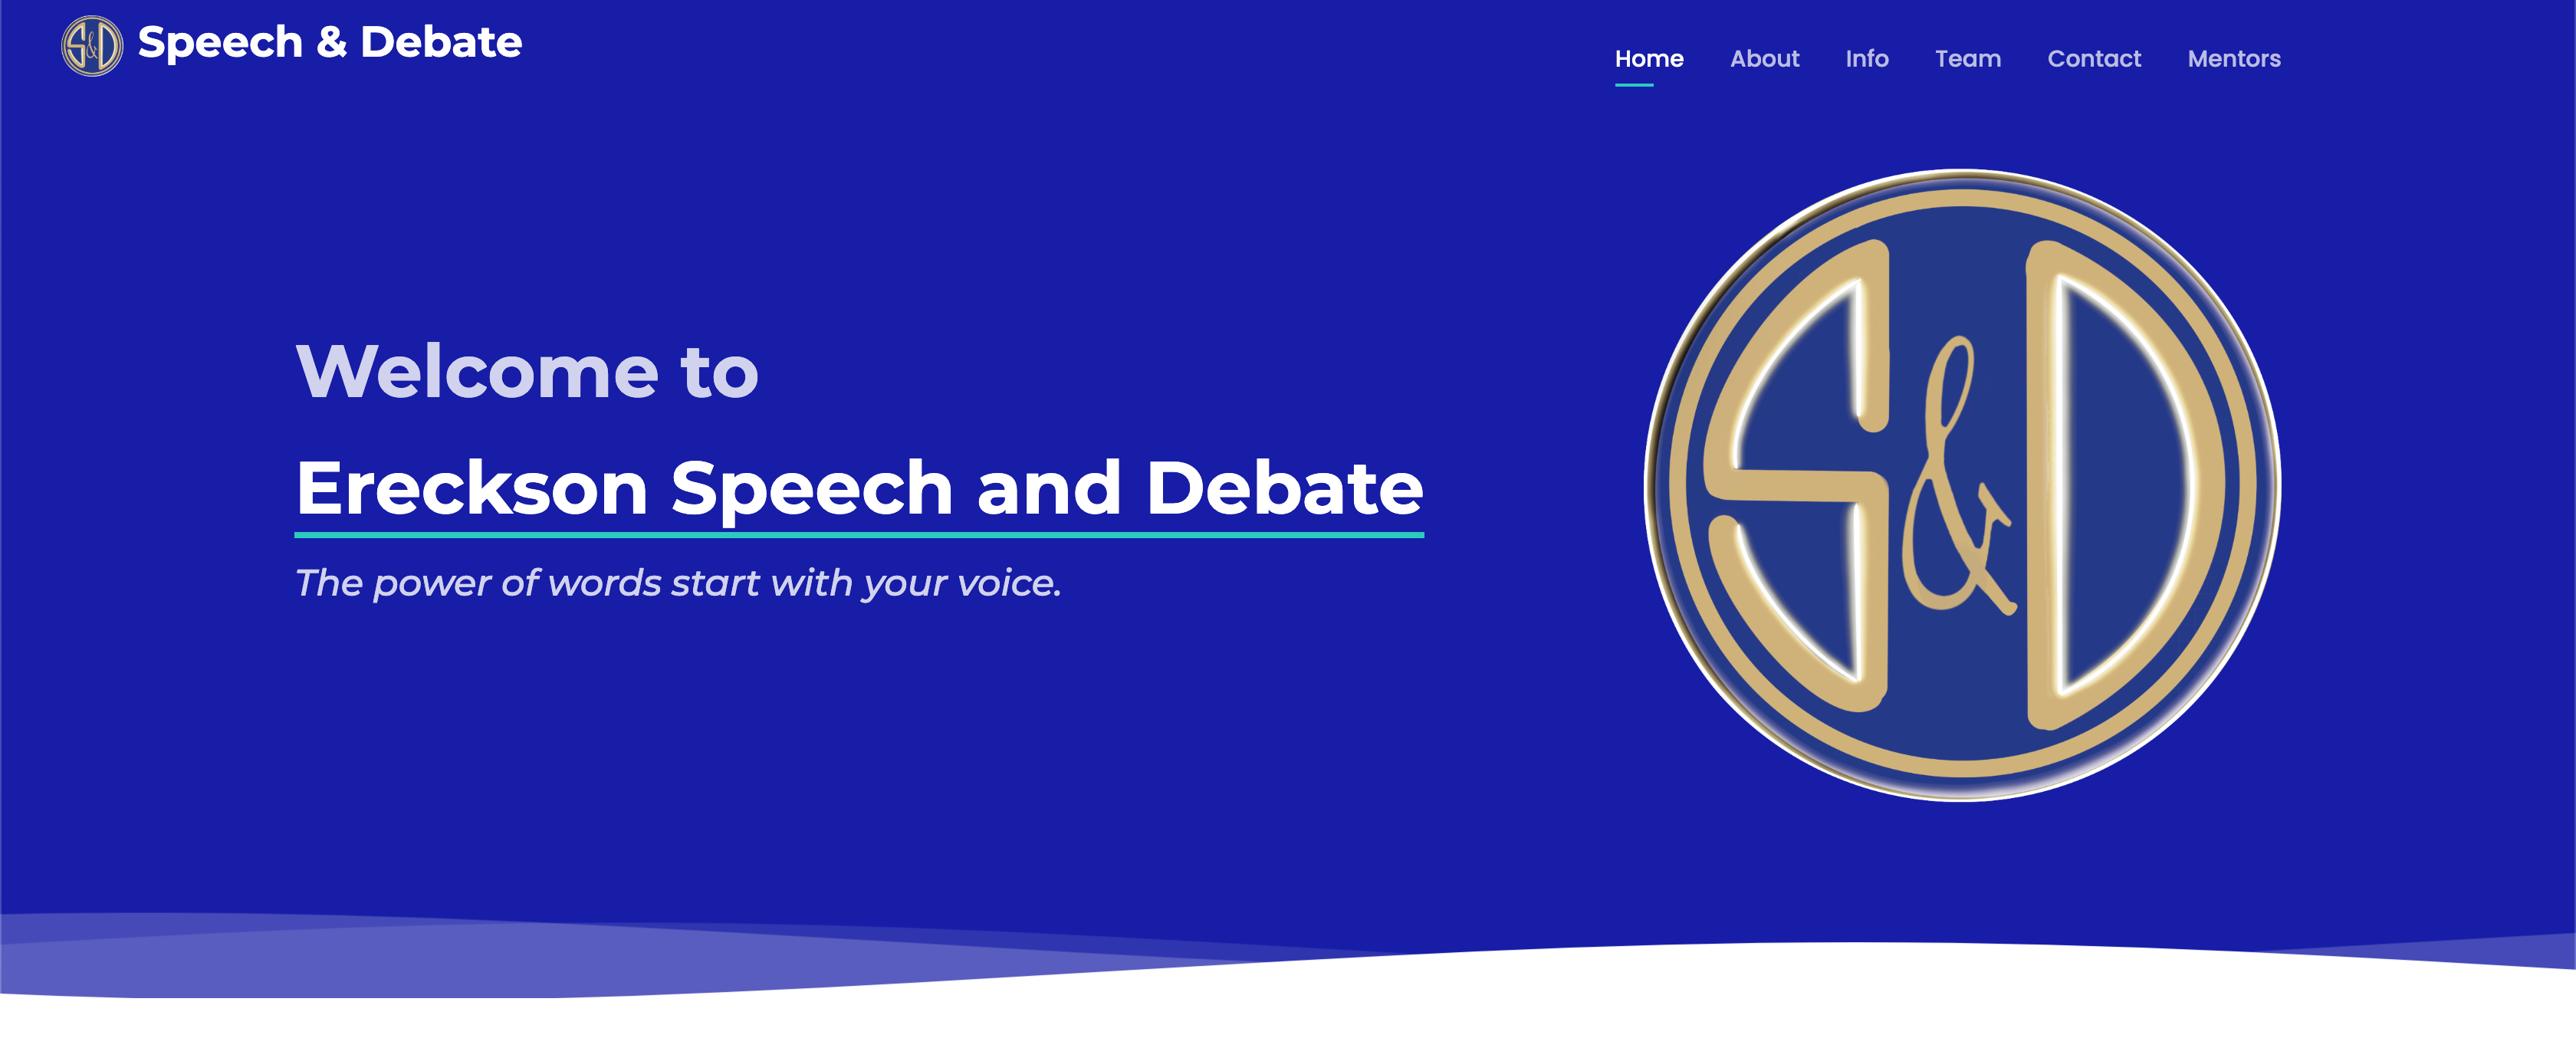 S&D Speech & Debate
Home About Info Team Contact Mentors
Welcome to
Ereckson Speech and Debate
The power of words start with your voice.
S&D